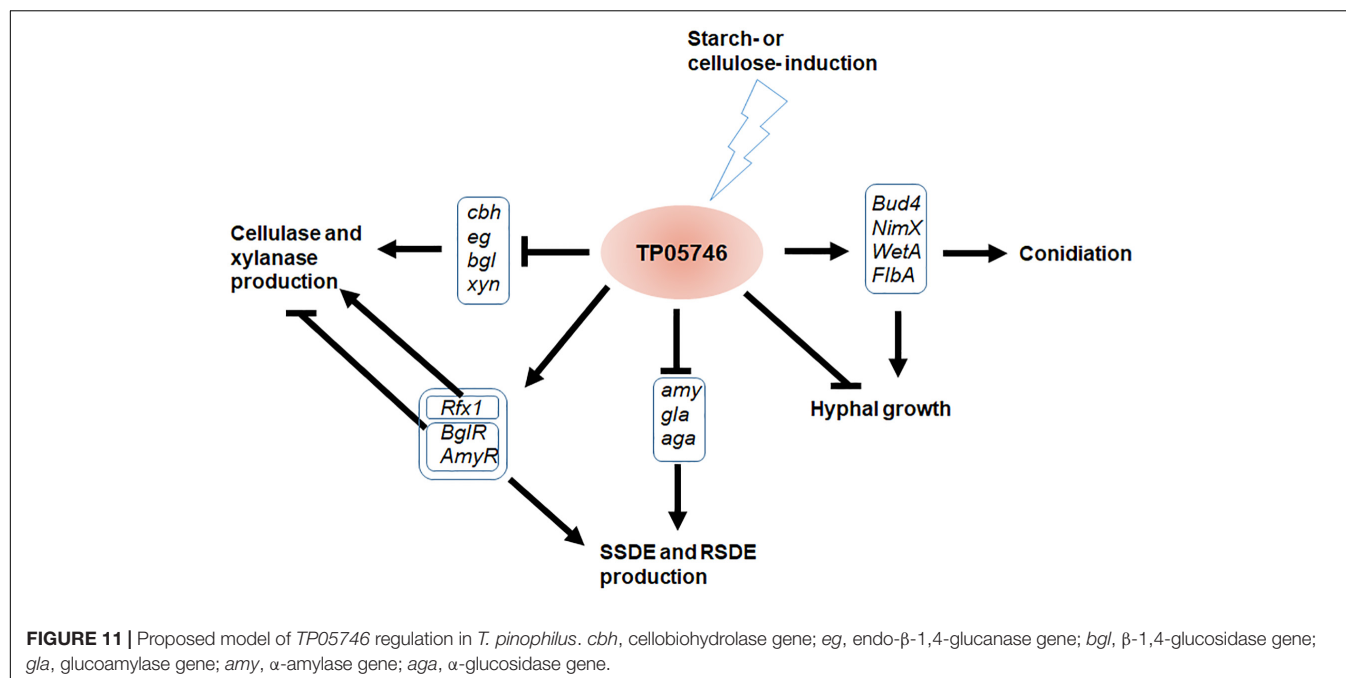 Starch- or
cellulose- induction
cbh
eg
bgl
xyn
Cellulase and
xylanase
production
TP05746
Bud4
NimX
WetA
FlbA
Conidiation
Rfx1
BglR
AmyR
amy
gla
aga
Hyphal growth
SSDE and RSDE
production
FIGURE 11 | Proposed model of TP05746 regulation in T. pinophilus. cbh, cellobiohydrolase gene; eg, endo-β-1,4-glucanase gene; bgl, β-1,4-glucosidase gene;
gla, glucoamylase gene; amy, α-amylase gene; aga, α-glucosidase gene.